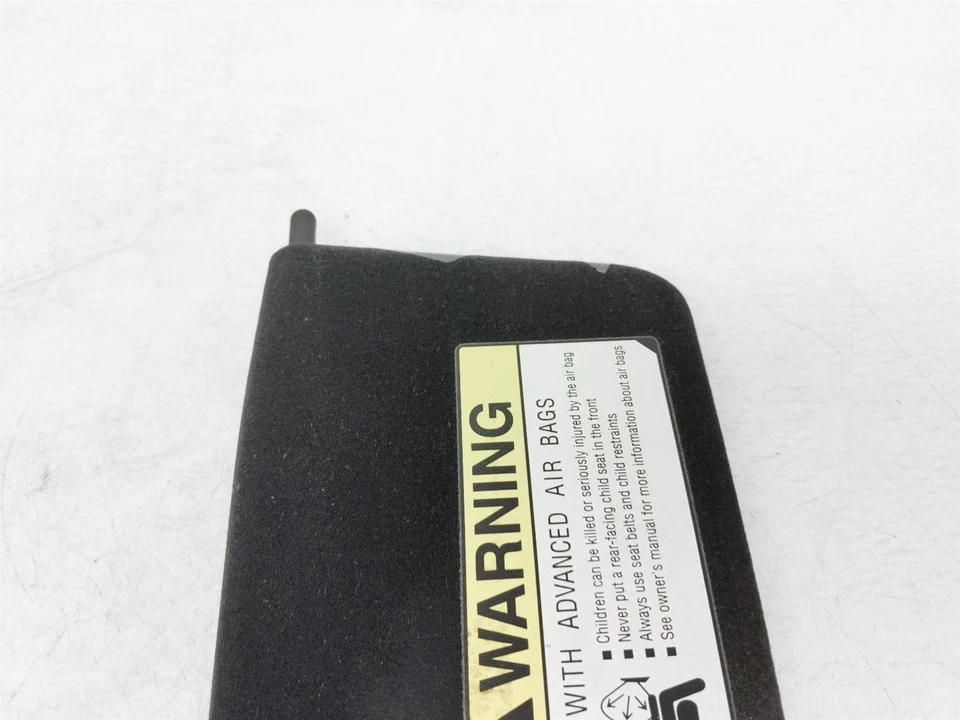 WARNING
WITH ADVANCED AIR BAGS
■ Children can be killed or seriously injured by the air bag
■ Never put a rear-facing child seat in the front
■ Always use seat belts and child restraints
■ See owner's manual for more information about air bags